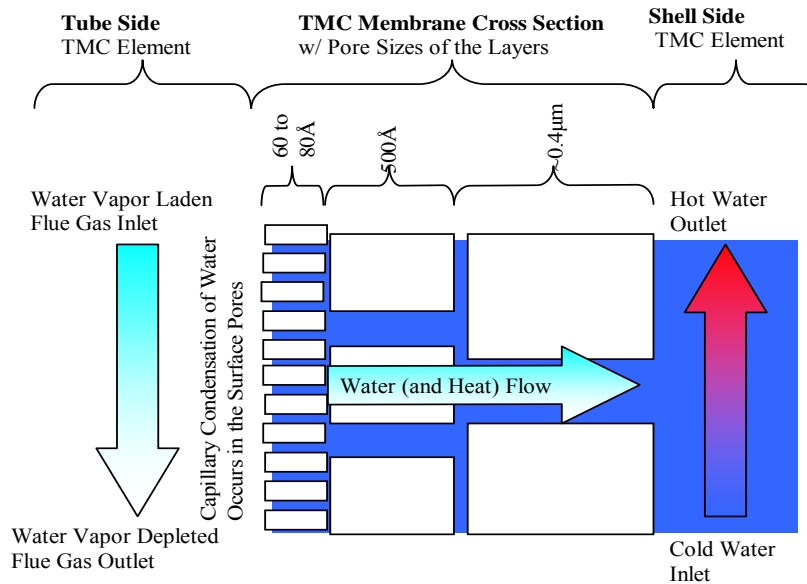 Tube Side
TMC Element
TMC Membrane Cross Section
w/ Pore Sizes of the Layers
Shell Side
TMC Element
60 to
80Å
500Å
~0.4µm
Water Vapor Laden
Flue Gas Inlet
Hot Water
Outlet
Capillary Condensation of Water
Occurs in the Surface Pores
Water (and Heat) Flow
Water Vapor Depleted
Flue Gas Outlet
Cold Water
Inlet